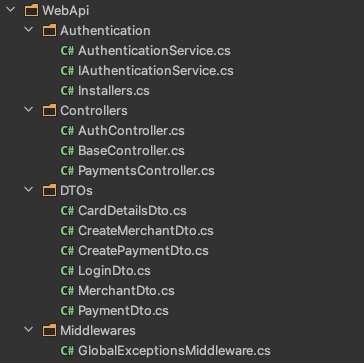 WebApi
Authentication
C# AuthenticationService.cs
C# IAuthenticationService.cs
C# Installers.cs
Controllers
C# AuthController.cs
C# BaseController.cs
C# PaymentsController.cs
DTOs
C# CardDetailsDto.cs
C# CreateMerchantDto.cs
C# CreatePaymentDto.cs
C# LoginDto.cs
C# MerchantDto.cs
C# PaymentDto.cs
Middlewares
C# GlobalExceptionsMiddleware.cs